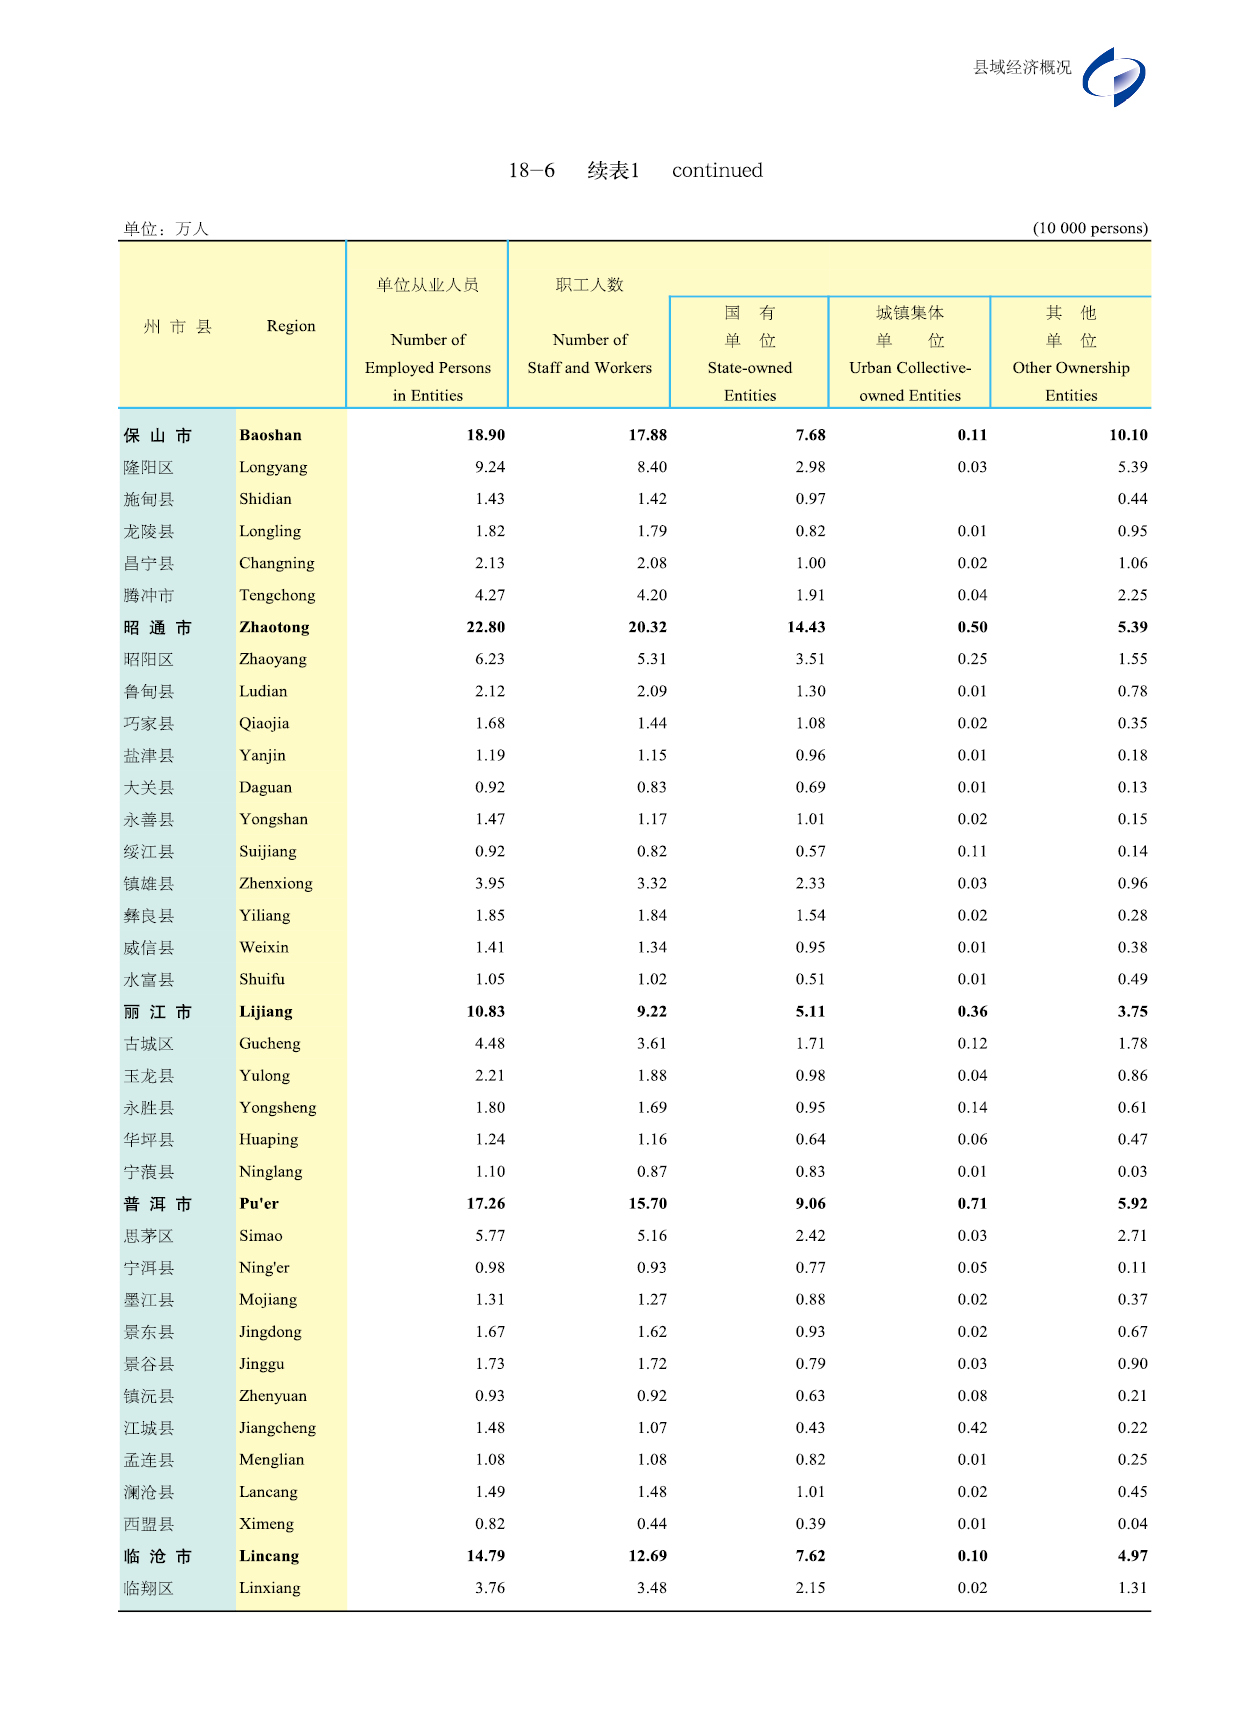 县域经济概况
18-6 续表1 continued
单位：万人 (10 000 persons)
单位从业人员 职工人数
国 有 城镇集体 其 他
州 市 县 Region Number of Number of 单 位 单 位 单 位
Employed Persons Staff and Workers State-owned Urban Collective- Other Ownership
in Entities Entities owned Entities Entities
保 山 市 Baoshan 18.90 17.88 7.68 0.11 10.10
隆阳区 Longyang 9.24 8.40 2.98 0.03 5.39
施甸县 Shidian 1.43 1.42 0.97 0.44
龙陵县 Longling 1.82 1.79 0.82 0.01 0.95
昌宁县 Changning 2.13 2.08 1.00 0.02 1.06
腾冲市 Tengchong 4.27 4.20 1.91 0.04 2.25
昭 通 市 Zhaotong 22.80 20.32 14.43 0.50 5.39
昭阳区 Zhaoyang 6.23 5.31 3.51 0.25 1.55
鲁甸县 Ludian 2.12 2.09 1.30 0.01 0.78
巧家县 Qiaojia 1.68 1.44 1.08 0.02 0.35
盐津县 Yanjin 1.19 1.15 0.96 0.01 0.18
大关县 Daguan 0.92 0.83 0.69 0.01 0.13
永善县 Yongshan 1.47 1.17 1.01 0.02 0.15
绥江县 Suijiang 0.92 0.82 0.57 0.11 0.14
镇雄县 Zhenxiong 3.95 3.32 2.33 0.03 0.96
彝良县 Yiliang 1.85 1.84 1.54 0.02 0.28
威信县 Weixin 1.41 1.34 0.95 0.01 0.38
水富县 Shuifu 1.05 1.02 0.51 0.01 0.49
丽 江 市 Lijiang 10.83 9.22 5.11 0.36 3.75
古城区 Gucheng 4.48 3.61 1.71 0.12 1.78
玉龙县 Yulong 2.21 1.88 0.98 0.04 0.86
永胜县 Yongsheng 1.80 1.69 0.95 0.14 0.61
华坪县 Huaping 1.24 1.16 0.64 0.06 0.47
宁蒗县 Ninglang 1.10 0.87 0.83 0.01 0.03
普 洱 市 Pu'er 17.26 15.70 9.06 0.71 5.92
思茅区 Simao 5.77 5.16 2.42 0.03 2.71
宁洱县 Ning'er 0.98 0.93 0.77 0.05 0.11
墨江县 Mojiang 1.31 1.27 0.88 0.02 0.37
景东县 Jingdong 1.67 1.62 0.93 0.02 0.67
景谷县 Jinggu 1.73 1.72 0.79 0.03 0.90
镇沅县 Zhenyuan 0.93 0.92 0.63 0.08 0.21
江城县 Jiangcheng 1.48 1.07 0.43 0.42 0.22
孟连县 Menglian 1.08 1.08 0.82 0.01 0.25
澜沧县 Lancang 1.49 1.48 1.01 0.02 0.45
西盟县 Ximeng 0.82 0.44 0.39 0.01 0.04
临 沧 市 Lincang 14.79 12.69 7.62 0.10 4.97
临翔区 Linxiang 3.76 3.48 2.15 0.02 1.31